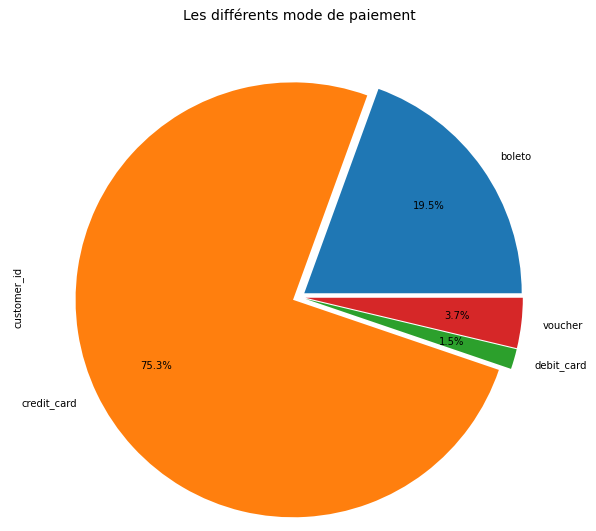 Les différents mode de paiement
boleto
19.5%
customer_id
3.7%
voucher
1.5%
debit_card
75.3%
credit_card